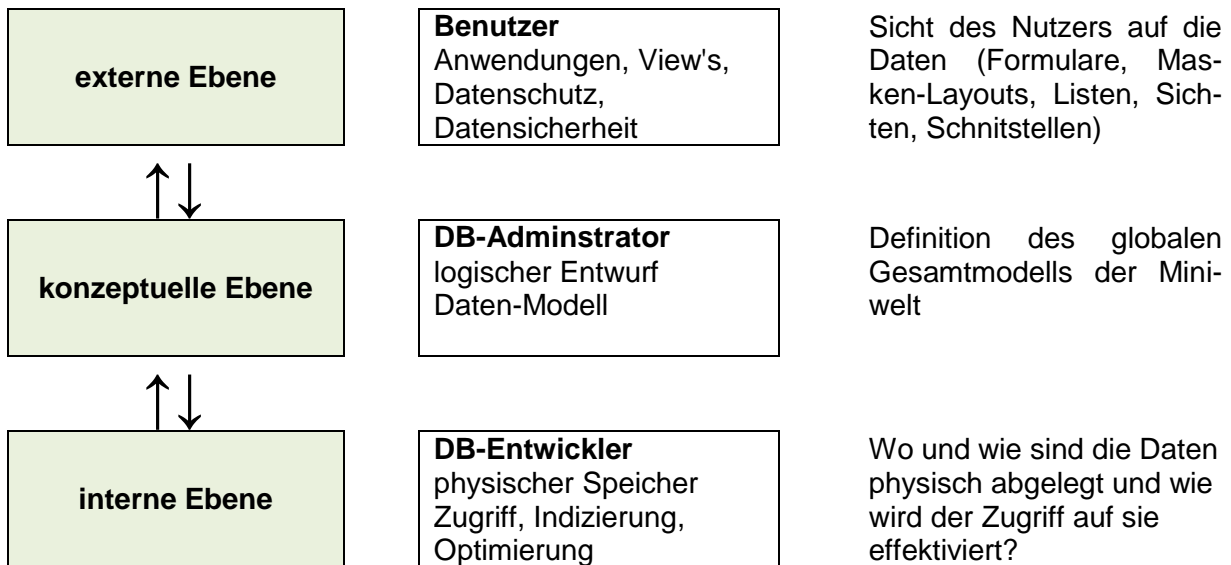 externe Ebene
Benutzer
Anwendungen, View's,
Datenschutz,
Datensicherheit
Sicht des Nutzers auf die
Daten (Formulare, Mas-
ken-Layouts, Listen, Sich-
ten, Schnitstellen)
konzeptuelle Ebene
DB-Adminstrator
logischer Entwurf
Daten-Modell
Definition des globalen
Gesamtmodells der Mini-
welt
interne Ebene
DB-Entwickler
physischer Speicher
Zugriff, Indizierung,
Optimierung
Wo und wie sind die Daten
physisch abgelegt und wie
wird der Zugriff auf sie
effektiviert?